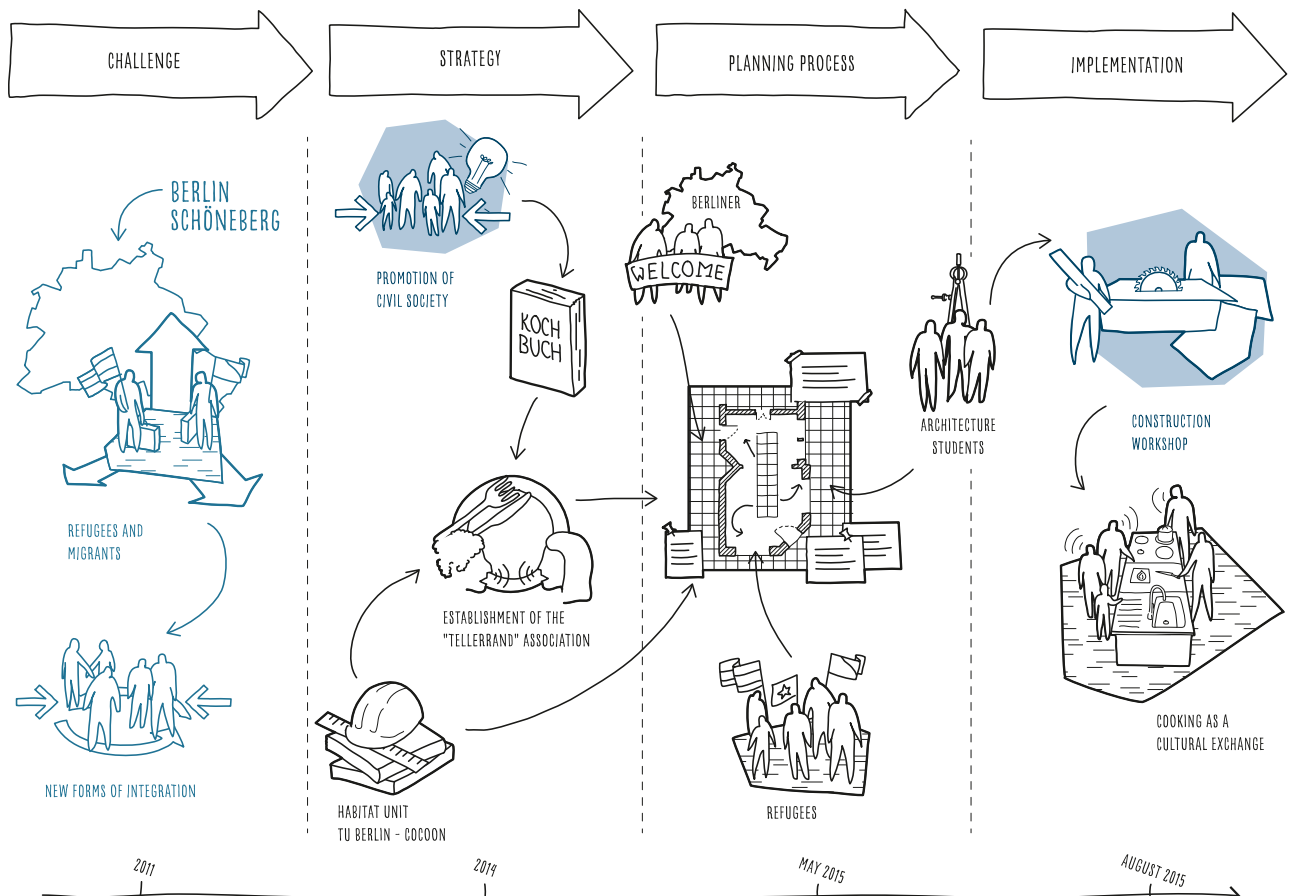 CHALLENGE
STRATEGY
PLANNING PROCESS
IMPLEMENTATION
BERLIN
SCHÖNEBERG
REFUGEES AND
MIGRANTS
NEW FORMS OF INTEGRATION
PROMOTION OF
CIVIL SOCIETY
KOCH
BUCH
ESTABLISHMENT OF THE
"TELLERRAND" ASSOCIATION
HABITAT UNIT
TU BERLIN - COCOON
BERLINER
WELCOME
ARCHITECTURE
STUDENTS
REFUGEES
CONSTRUCTION
WORKSHOP
COOKING AS A
CULTURAL EXCHANGE
2011
2014
MAY 2015
AUGUST 2015